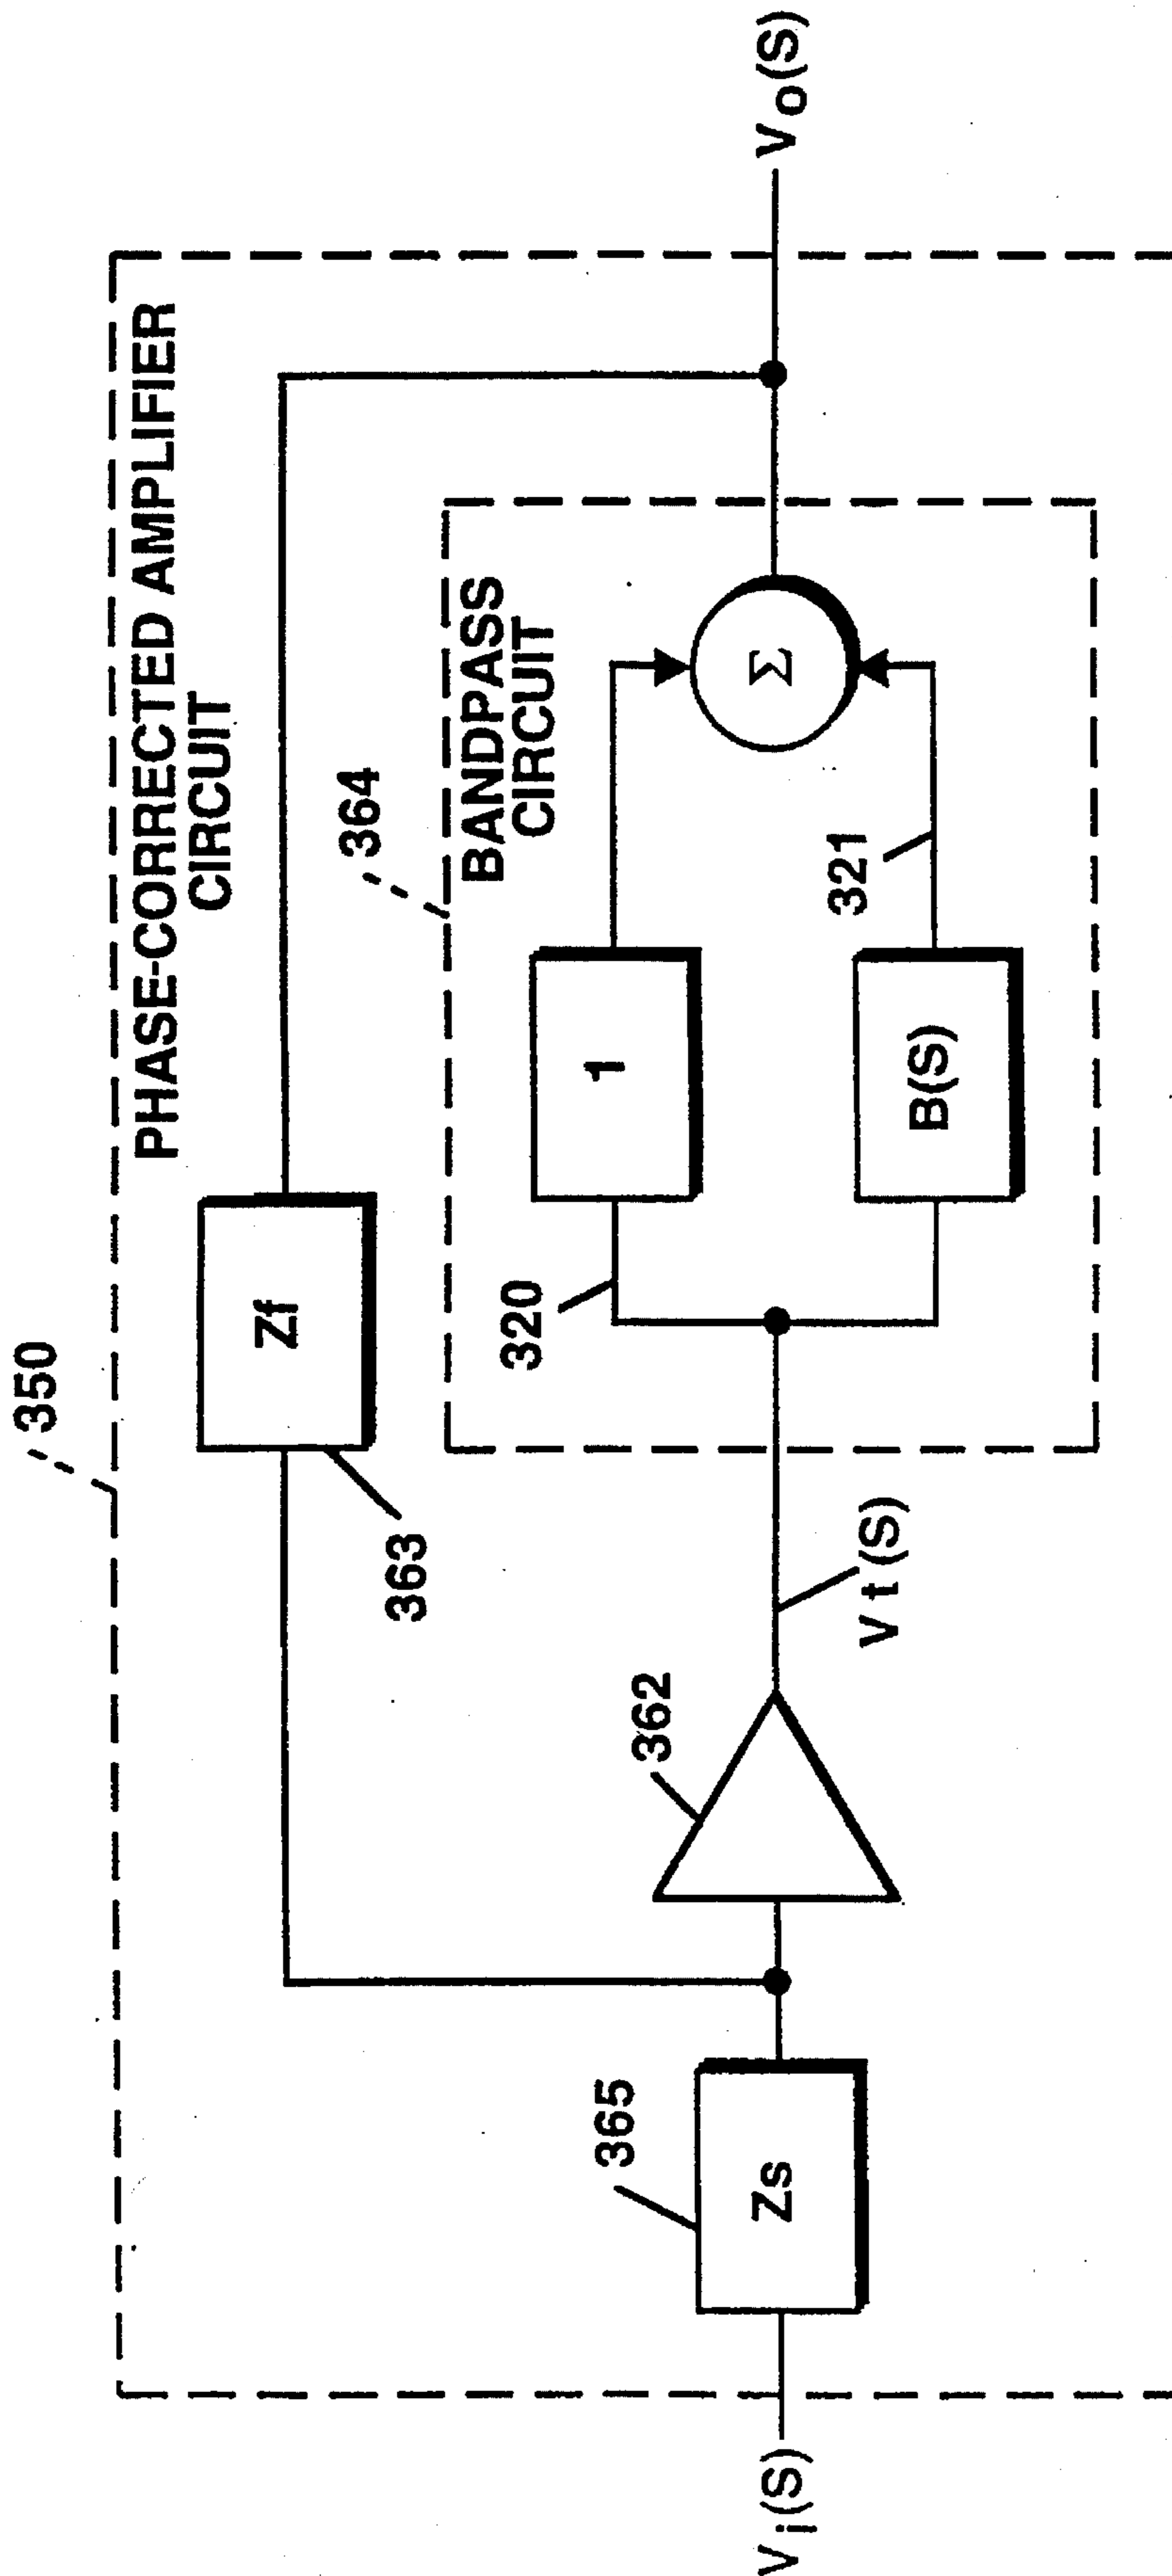 350
PHASE-CORRECTED AMPLIFIER
CIRCUIT
Zf
363
364
BANDPASS
CIRCUIT
320
1
Σ
B(S)
321
Vi(S)
Zs
365
362
Vt(S)
Vo(S)